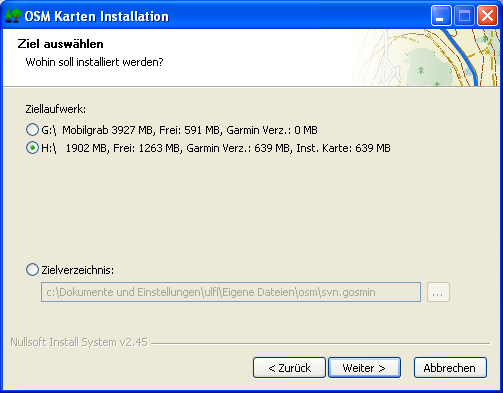 OSM Karten Installation
Ziel auswählen
Wohin soll installiert werden?
Ziellaufwerk:
G:\ Mobilgrab 3927 MB, Frei: 591 MB, Garmin Verz.: 0 MB
H:\ 1902 MB, Frei: 1263 MB, Garmin Verz.: 639 MB, Inst. Karte: 639 MB
Zielverzeichnis:
c:\Dokumente und Einstellungen\ulfl\Eigene Dateien\osm\svn.gosmin
...
Nullsoft Install System v2.45
< Zurück
Weiter >
Abbrechen